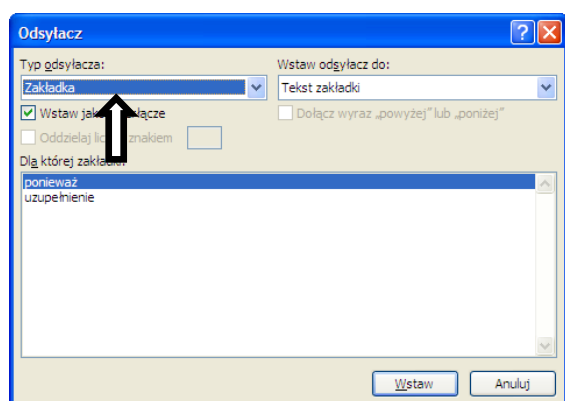 Odsyłacz
Typ odsyłacza:
Wstaw odsyłacz do:
Zakładka
Tekst zakładki
Wstaw
Dołącz wyraz „powyżej” lub „poniżej”
Oddzielaj znakiem
Dla której
ponieważ
uzupełnienie
Wstaw
Anuluj